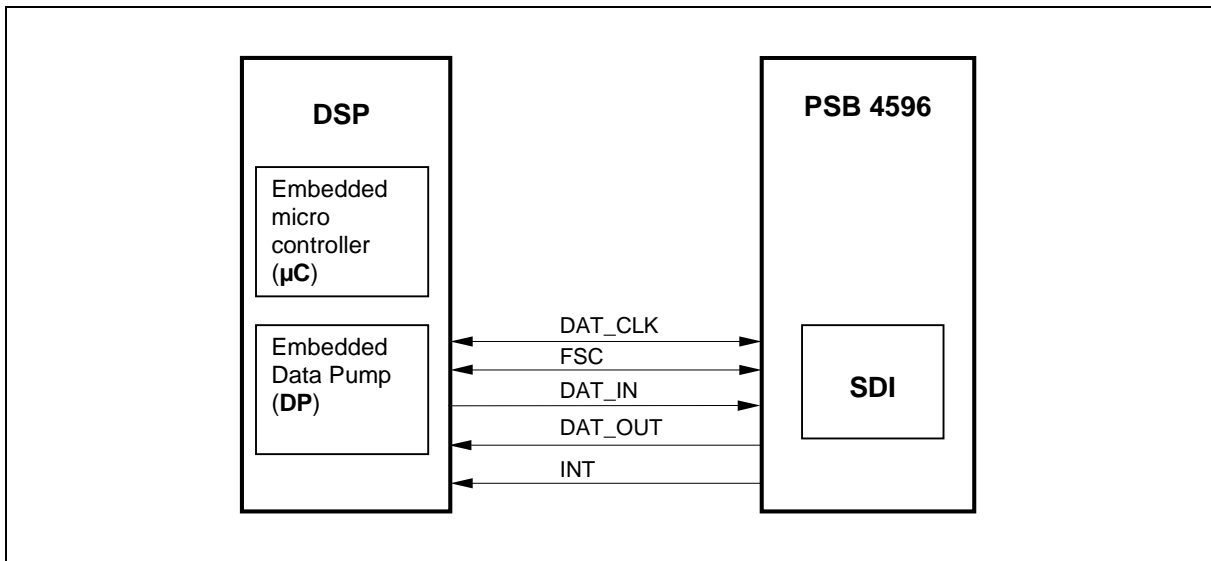 DSP
Embedded
micro
controller
(µC)
Embedded
Data Pump
(DP)
DAT_CLK
FSC
DAT_IN
DAT_OUT
INT
PSB 4596
SDI